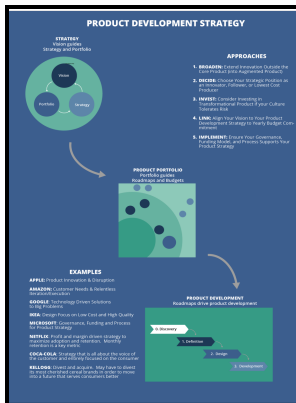 PRODUCT DEVELOPMENT STRATEGY
STRATEGY
Vision guides
Strategy and Portfolio
Vision
Portfolio
Strategy
APPROACHES
1- BROADEN: Extend Innovation Outside the
Core Product (into Augmented Product)
2- DECIDE: Choose Your Strategic Position as
an Innovator, Follower, or Lowest Cost
Producer
3- INVEST: Consider Investing in
Transformational Product if your Culture
Tolerates Risk
4- LINK: Align Your Vision to Your Product
Development Strategy to Yearly Budget Com-
mitment
5- IMPLEMENT: Ensure Your Governance,
Funding Model, and Process Supports Your
Product Strategy
PRODUCT PORTFOLIO
Portfolio guides
Roadmaps and Budgets
EXAMPLES
APPLE: Product Innovation & Disruption
AMAZON: Customer Needs & Relentless
Iteration/Execution
GOOGLE: Technology Driven Solutions
to Big Problems
IKEA: Design Focus on Low Cost and High Quality
MICROSOFT: Governance, Funding and Process
for Product Strategy
NETFLIX: Profit and margin driven strategy to
maximize adoption and retention. Monthly
retention is a key metric
COCA-COLA: Strategy that is all about the voice of
the customer and entirely focused on the consumer
KELLOGG: Divest and acquire. May have to divest
its most cherished cereal brands in order to move
into a future that serves consumers better
PRODUCT DEVELOPMENT
Roadmaps drive product development
0. Discovery
1. Definition
2. Design
3. Development